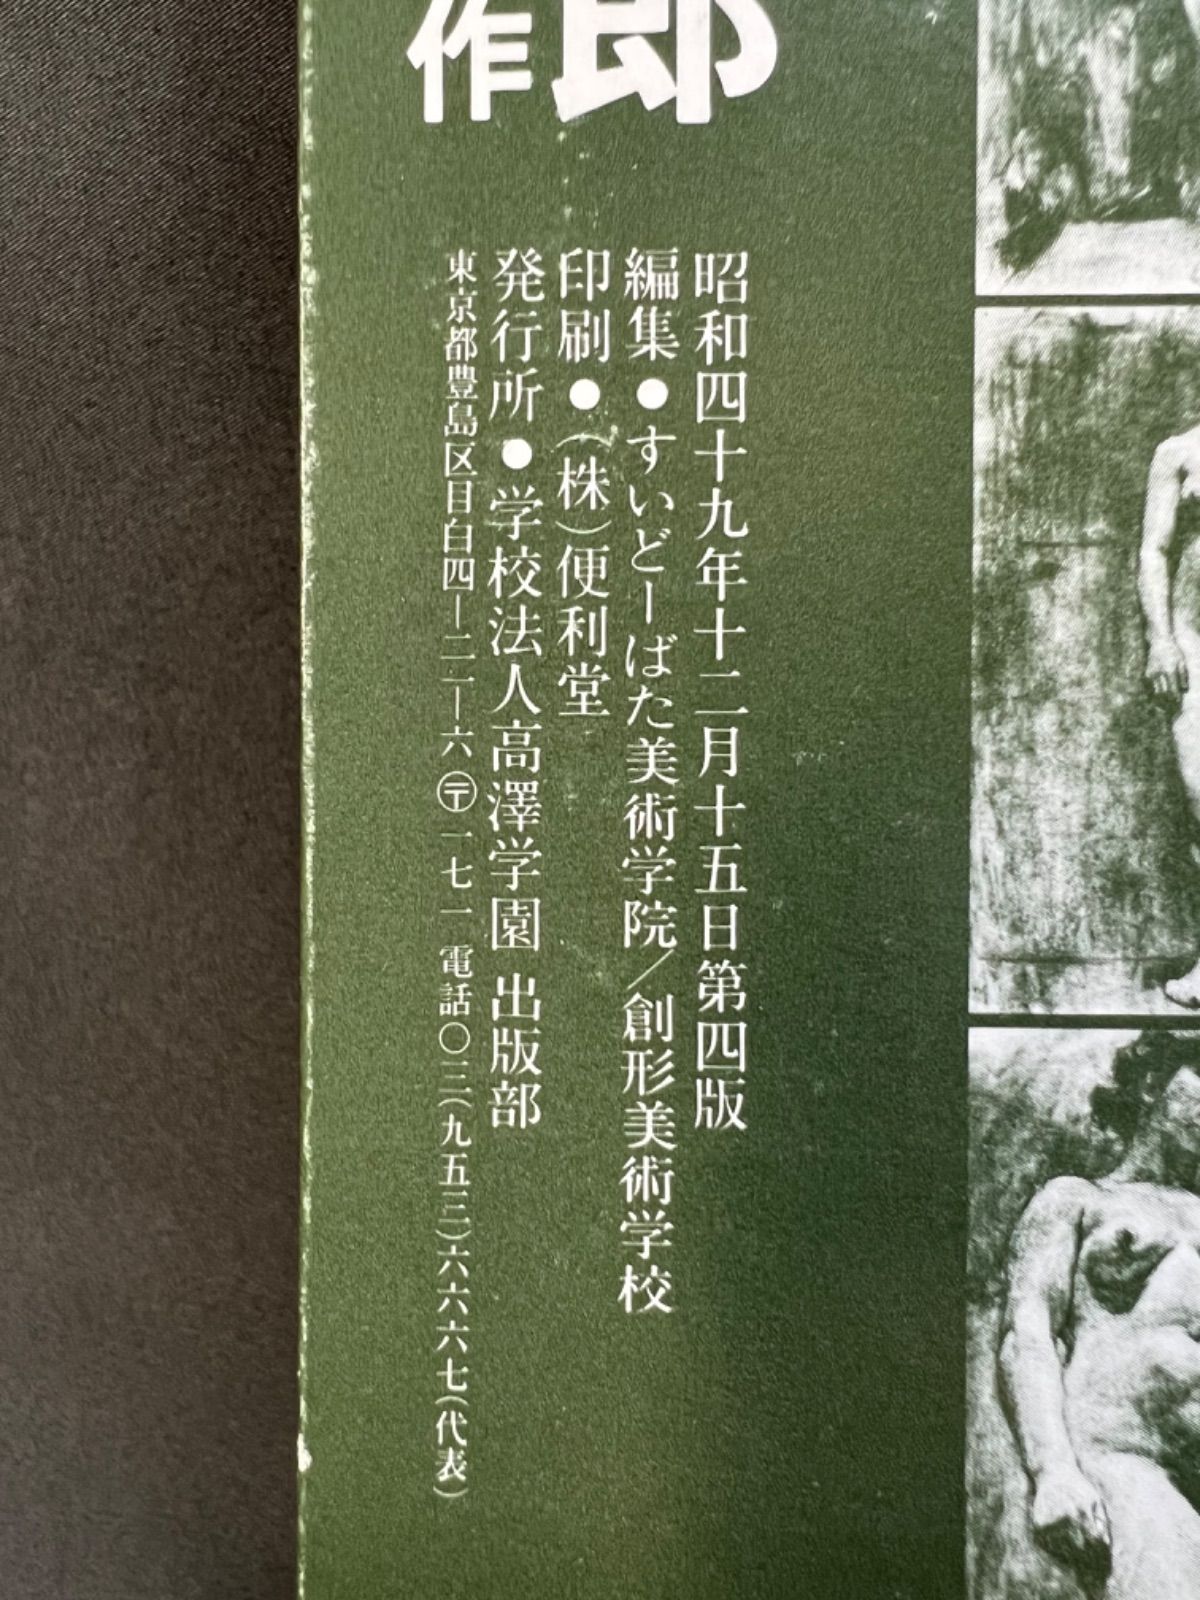 郎
作
昭和四十九年十二月十五日第四版
編集●すいどーばた美術学院/創形美術学校
印刷●(株)便利堂
発行所●学校法人高澤学園 出版部
東京都豊島区目白四ー二二ー六〶一七一 電話〇三(九五三)六六六七(代表)